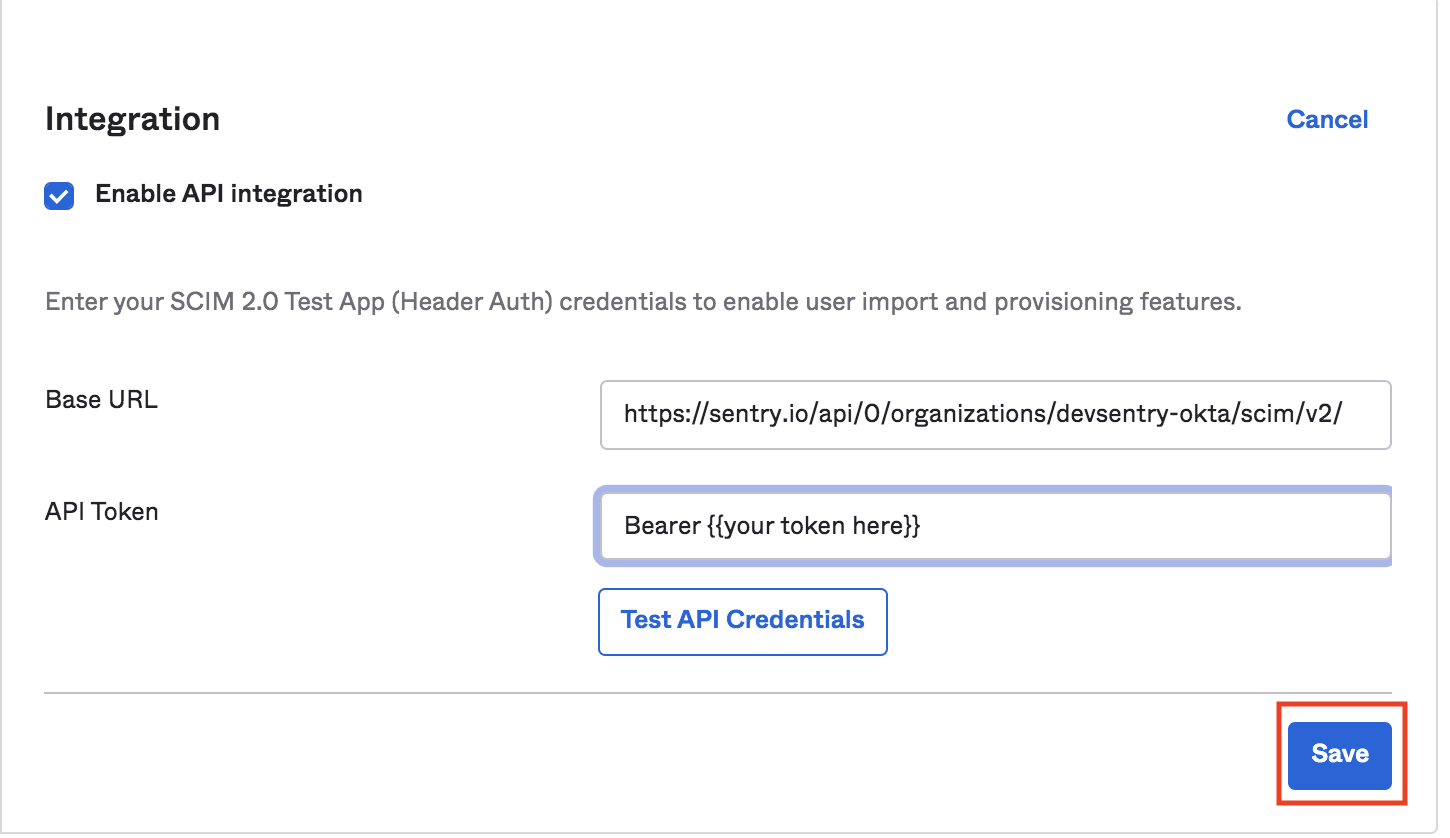 Integration
Cancel
Enable API integration
Enter your SCIM 2.0 Test App (Header Auth) credentials to enable user import and provisioning features.
Base URL
https://sentry.io/api/0/organizations/devsentry-okta/scim/v2/
API Token
Bearer {{your token here}}
Test API Credentials
Save